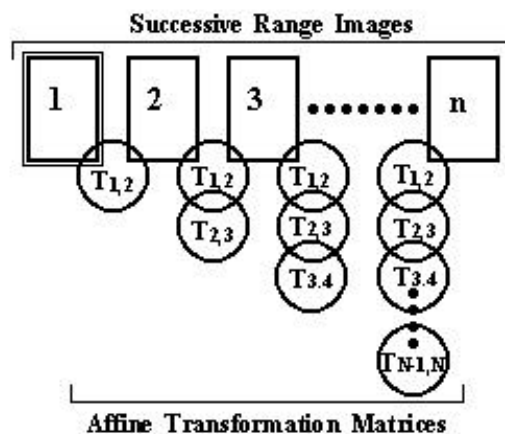 Successive Range Images
1 2 3 n
T1,2 T1,2 T1,2 T1,2
T2,3 T2,3 T2,3
T3.4 T3.4
TN-1,N
Affine Transformation Matrices